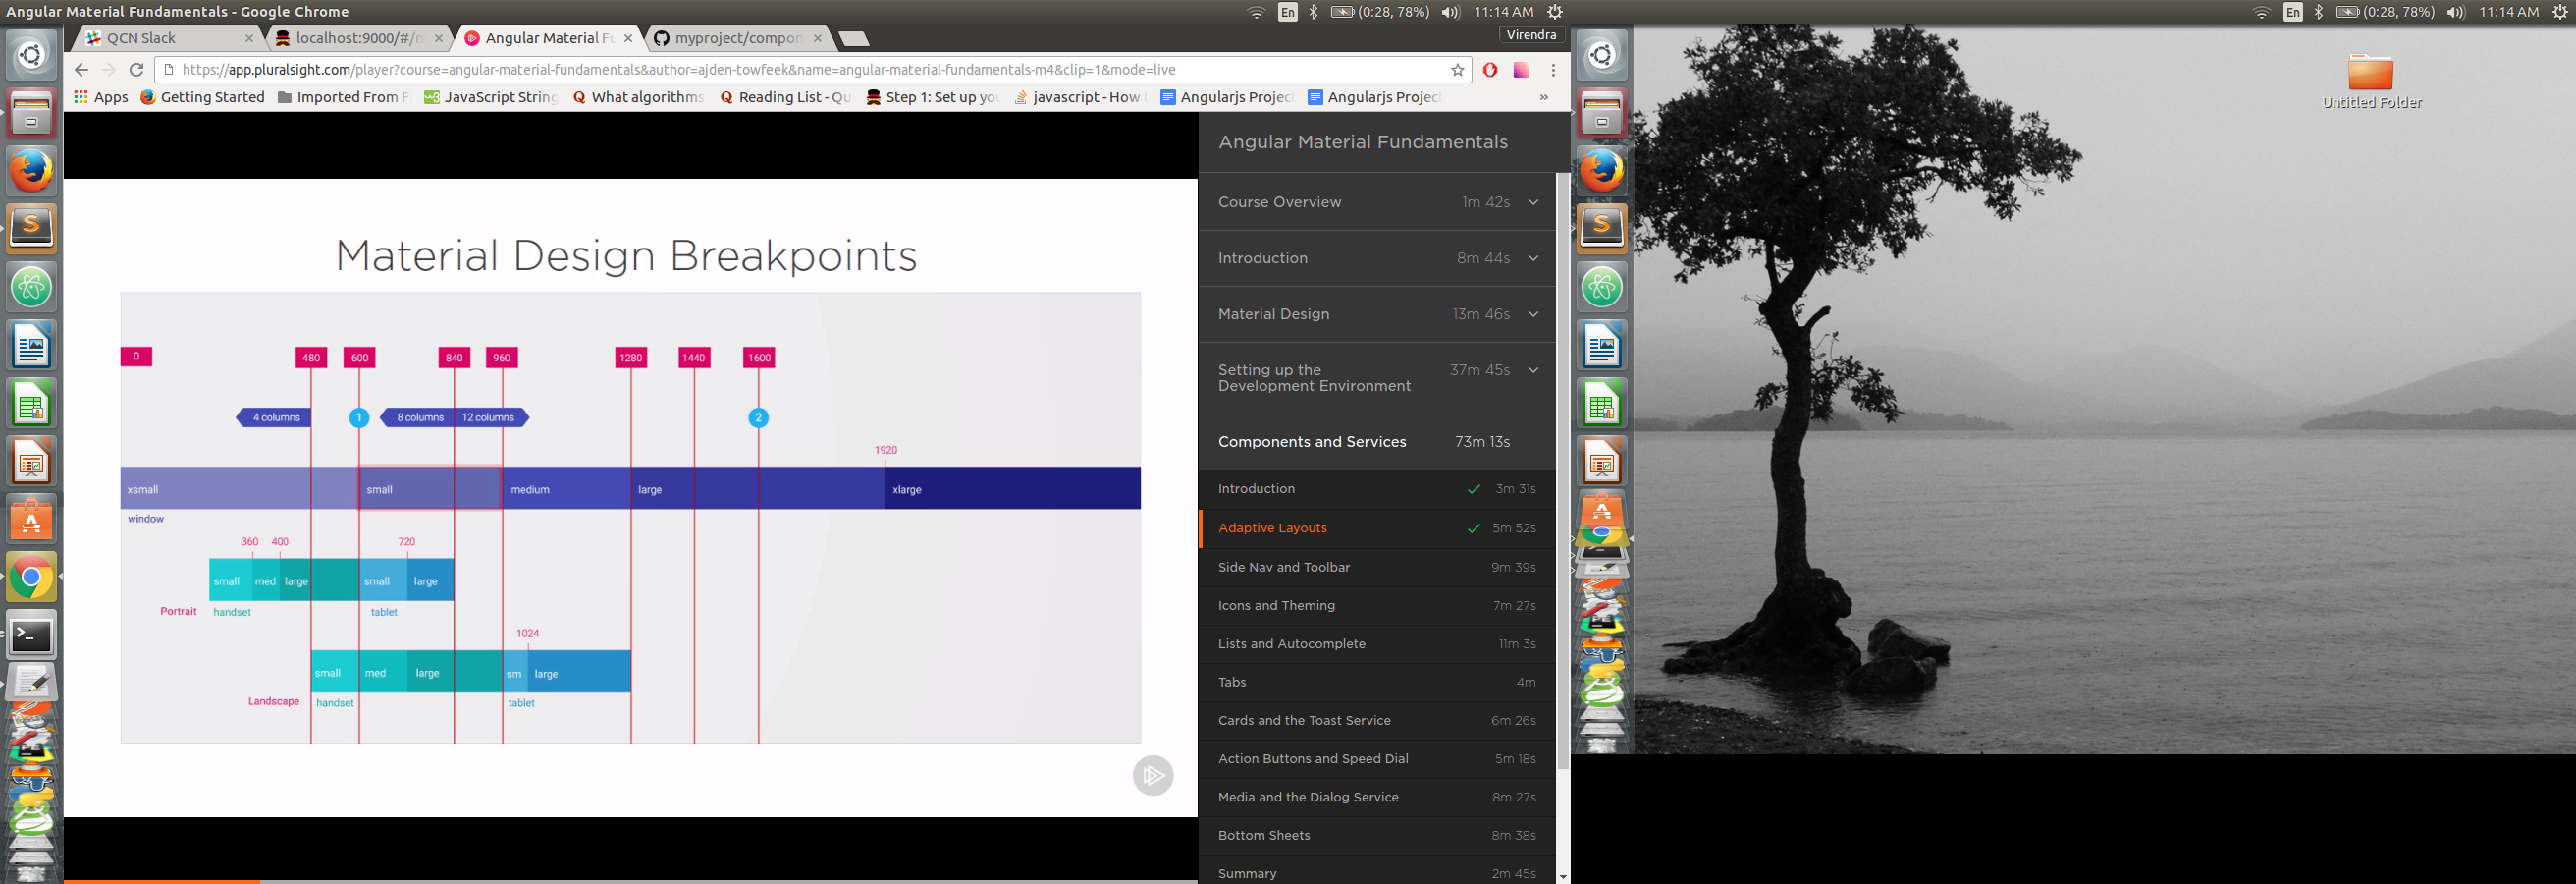 Angular Material Fundamentals - Google Chrome
En
(0:28, 78%)
11:14 AM
En
(0:28, 78%)
11:14 AM
QCN Slack
localhost:9000/#/
Angular Material Fu
myproject/compon
Virendra
https://app.pluralsight.com/player?course=angular-material-fundamentals&author=ajden-towfeek&name=angular-material-fundamentals-m4&clip=1&mode=live
Apps
Getting Started
Imported From F
JavaScript String
What algorithms
Reading List - Qu
Step 1: Set up you
javascript - How
Angularjs Projec
Angularjs Projec
»
Untitled Folder
Material Design Breakpoints
0
480
600
840
960
1280
1440
1600
4 columns
1
8 columns
12 columns
2
1920
xsmall
small
medium
large
xlarge
window
360
400
720
small
med
large
small
large
Portrait
handset
tablet
1024
small
med
large
sm
large
Landscape
handset
tablet
Angular Material Fundamentals
Course Overview
1m 42s
Introduction
8m 44s
Material Design
13m 46s
Setting up the
Development Environment
37m 45s
Components and Services
73m 13s
Introduction
3m 31s
Adaptive Layouts
5m 52s
Side Nav and Toolbar
9m 39s
Icons and Theming
7m 27s
Lists and Autocomplete
11m 3s
Tabs
4m
Cards and the Toast Service
6m 26s
Action Buttons and Speed Dial
5m 18s
Media and the Dialog Service
8m 27s
Bottom Sheets
8m 38s
Summary
2m 45s